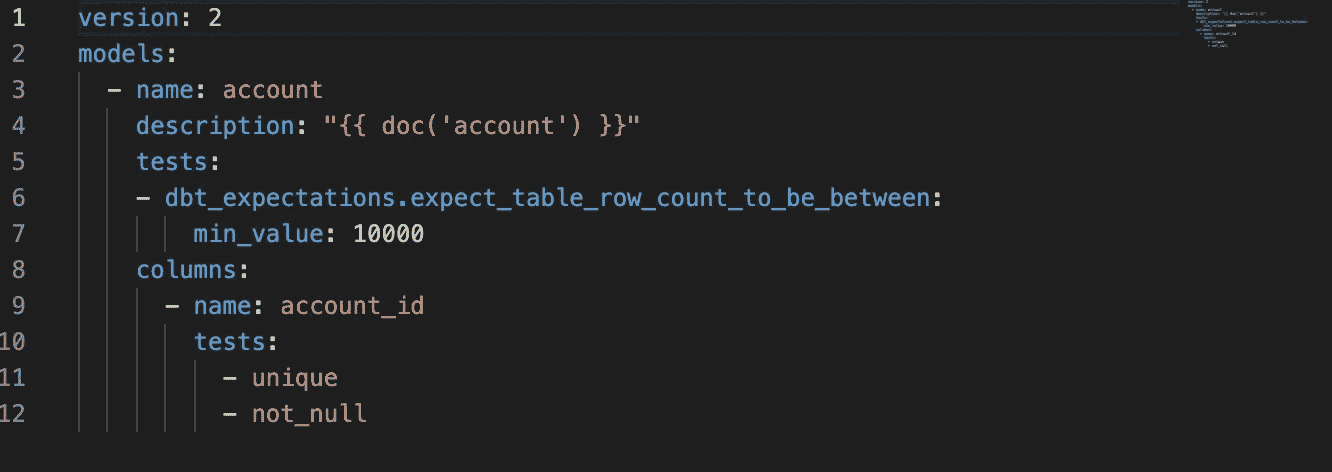 1 version: 2
2 models:
3   - name: account
4     description: "{{ doc('account') }}"
5     tests:
6     - dbt_expectations.expect_table_row_count_to_be_between:
7         min_value: 10000
8     columns:
9       - name: account_id
10         tests:
11           - unique
12           - not_null